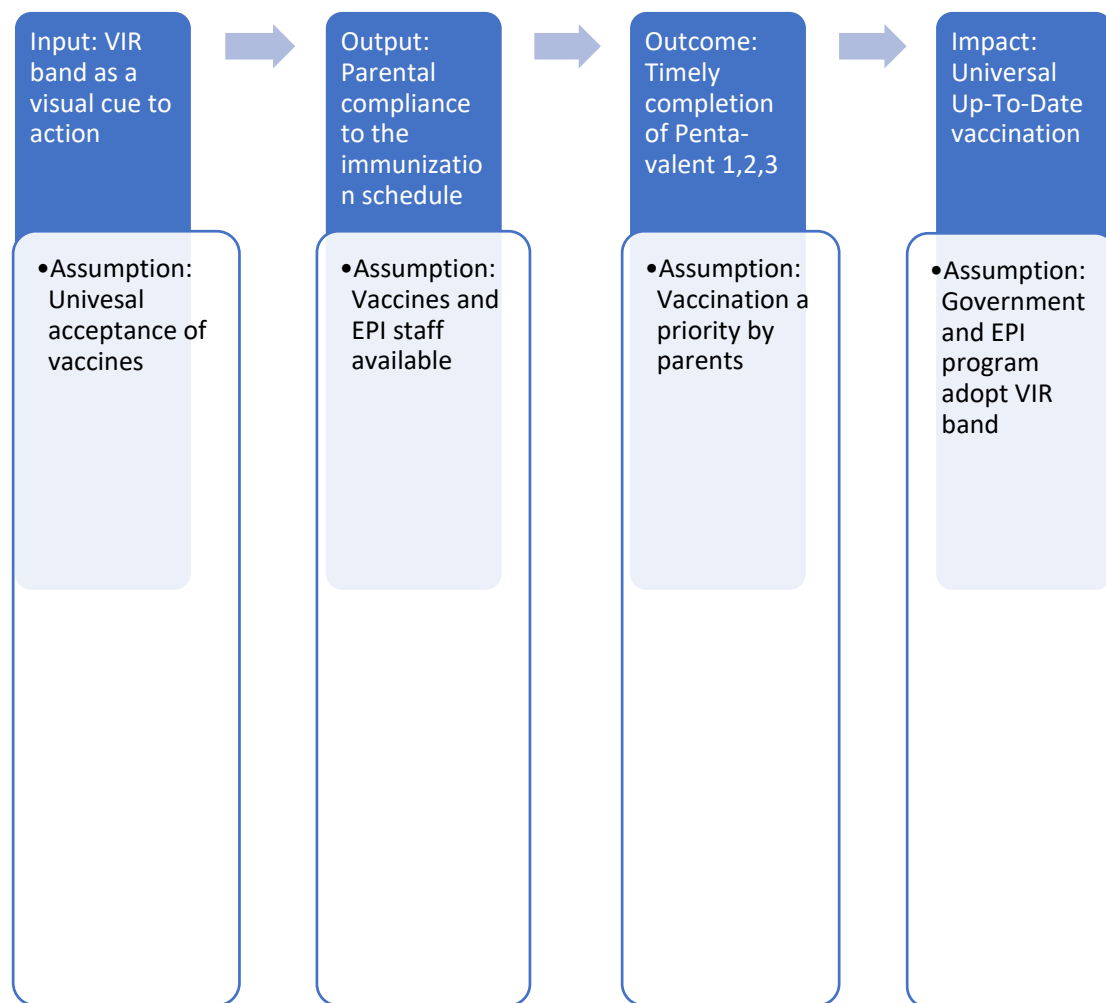 Input: VIR
band as a
visual cue to
action
•Assumption:
Univesal
acceptance of
vaccines
Output:
Parental
compliance
to the
immunizatio
n schedule
•Assumption:
Vaccines and
EPI staff
available
Outcome:
Timely
completion
of Penta-
valent 1,2,3
•Assumption:
Vaccination a
priority by
parents
Impact:
Universal
Up-To-Date
vaccination
•Assumption:
Government
and EPI
program
adopt VIR
band